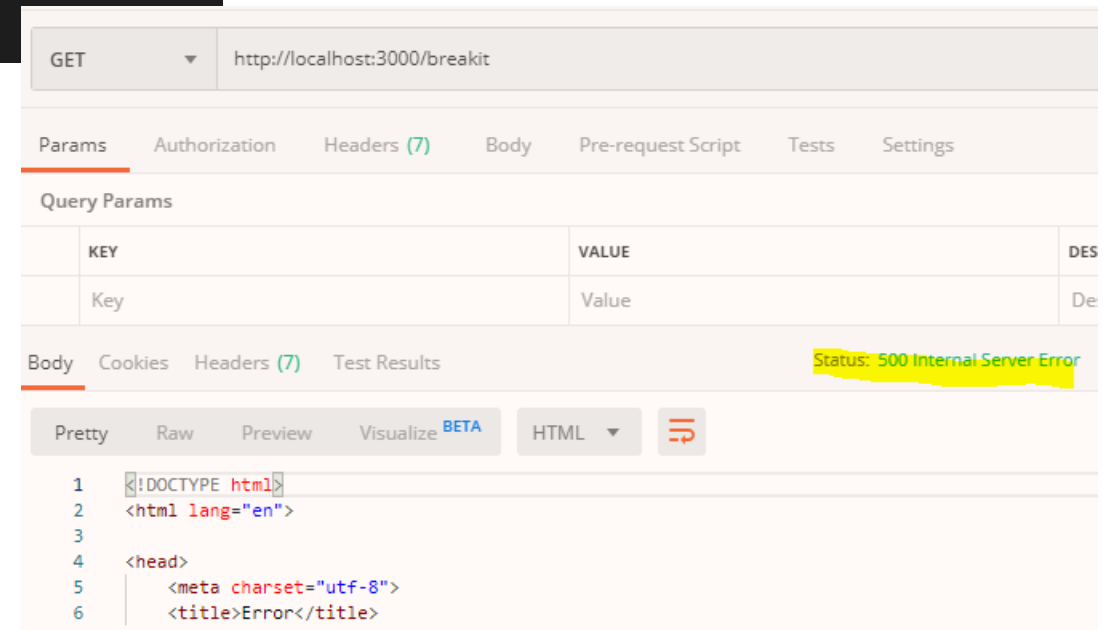 GET http://localhost:3000/breakit
Params Authorization Headers (7) Body Pre-request Script Tests Settings
Query Params
KEY VALUE DES
Key Value De
Body Cookies Headers (7) Test Results Status: 500 Internal Server Error
Pretty Raw Preview Visualize BETA HTML
1 <!DOCTYPE html>
2 <html lang="en">
3
4 <head>
5 <meta charset="utf-8">
6 <title>Error</title>